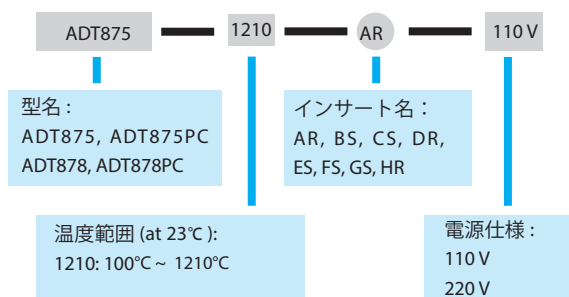 ADT875 1210 AR 110 V
型名 :
ADT875, ADT875PC
ADT878, ADT878PC
インサート名：
AR, BS, CS, DR,
ES, FS, GS, HR
温度範囲 (at 23℃ ):
1210: 100℃ ~ 1210℃
電源仕様 :
110 V
220 V